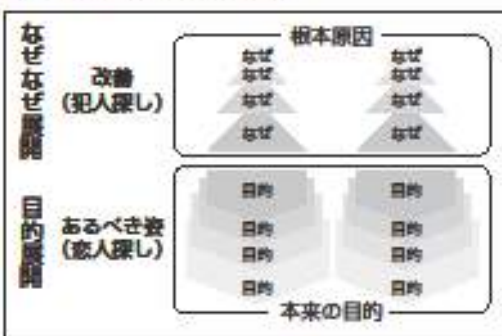 なぜなぜ展開
改善
(犯人探し)
根本原因
なぜ なぜ
なぜ なぜ
なぜ なぜ
なぜ なぜ
目的展開
あるべき姿
(恋人探し)
目的 目的
目的 目的
目的 目的
目的 目的
本来の目的